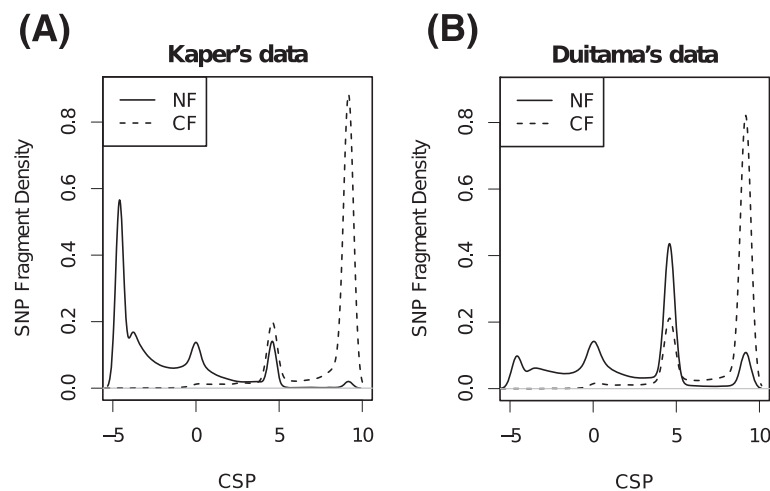 (A)
Kaper's data
NF
CF
SNP Fragment Density
0.0
0.2
0.4
0.6
0.8
−5
0
5
10
CSP
(B)
Duitama's data
NF
CF
SNP Fragment Density
0.0
0.2
0.4
0.6
0.8
−5
0
5
10
CSP